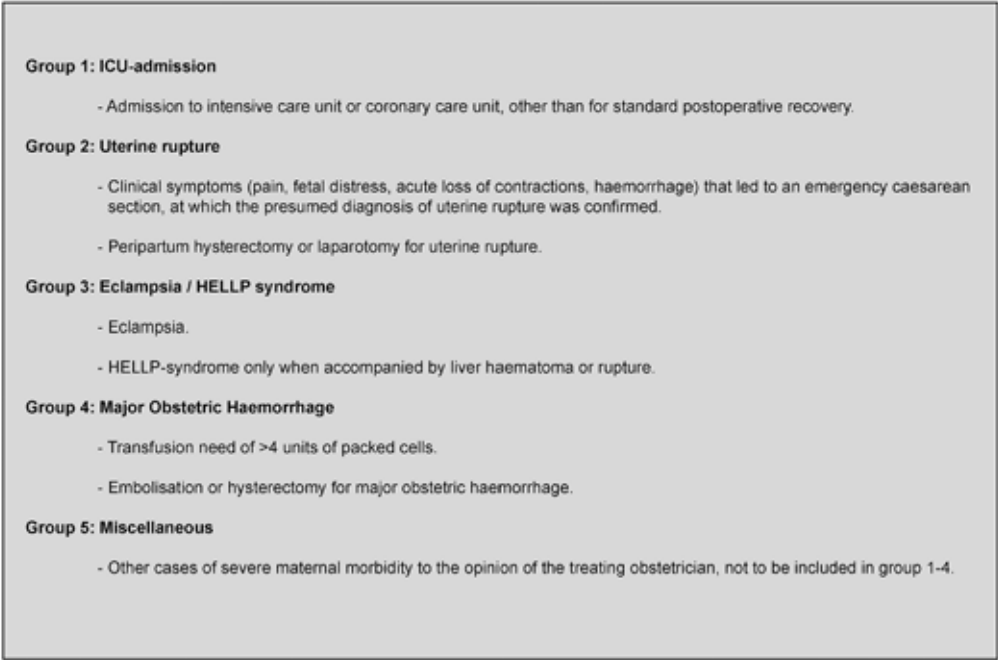 Group 1: ICU-admission
- Admission to intensive care unit or coronary care unit, other than for standard postoperative recovery.
Group 2: Uterine rupture
- Clinical symptoms (pain, fetal distress, acute loss of contractions, haemorrhage) that led to an emergency caesarean
section, at which the presumed diagnosis of uterine rupture was confirmed.
- Peripartum hysterectomy or laparotomy for uterine rupture.
Group 3: Eclampsia / HELLP syndrome
- Eclampsia.
- HELLP-syndrome only when accompanied by liver haematoma or rupture.
Group 4: Major Obstetric Haemorrhage
- Transfusion need of >4 units of packed cells.
- Embolisation or hysterectomy for major obstetric haemorrhage.
Group 5: Miscellaneous
- Other cases of severe maternal morbidity to the opinion of the treating obstetrician, not to be included in group 1-4.